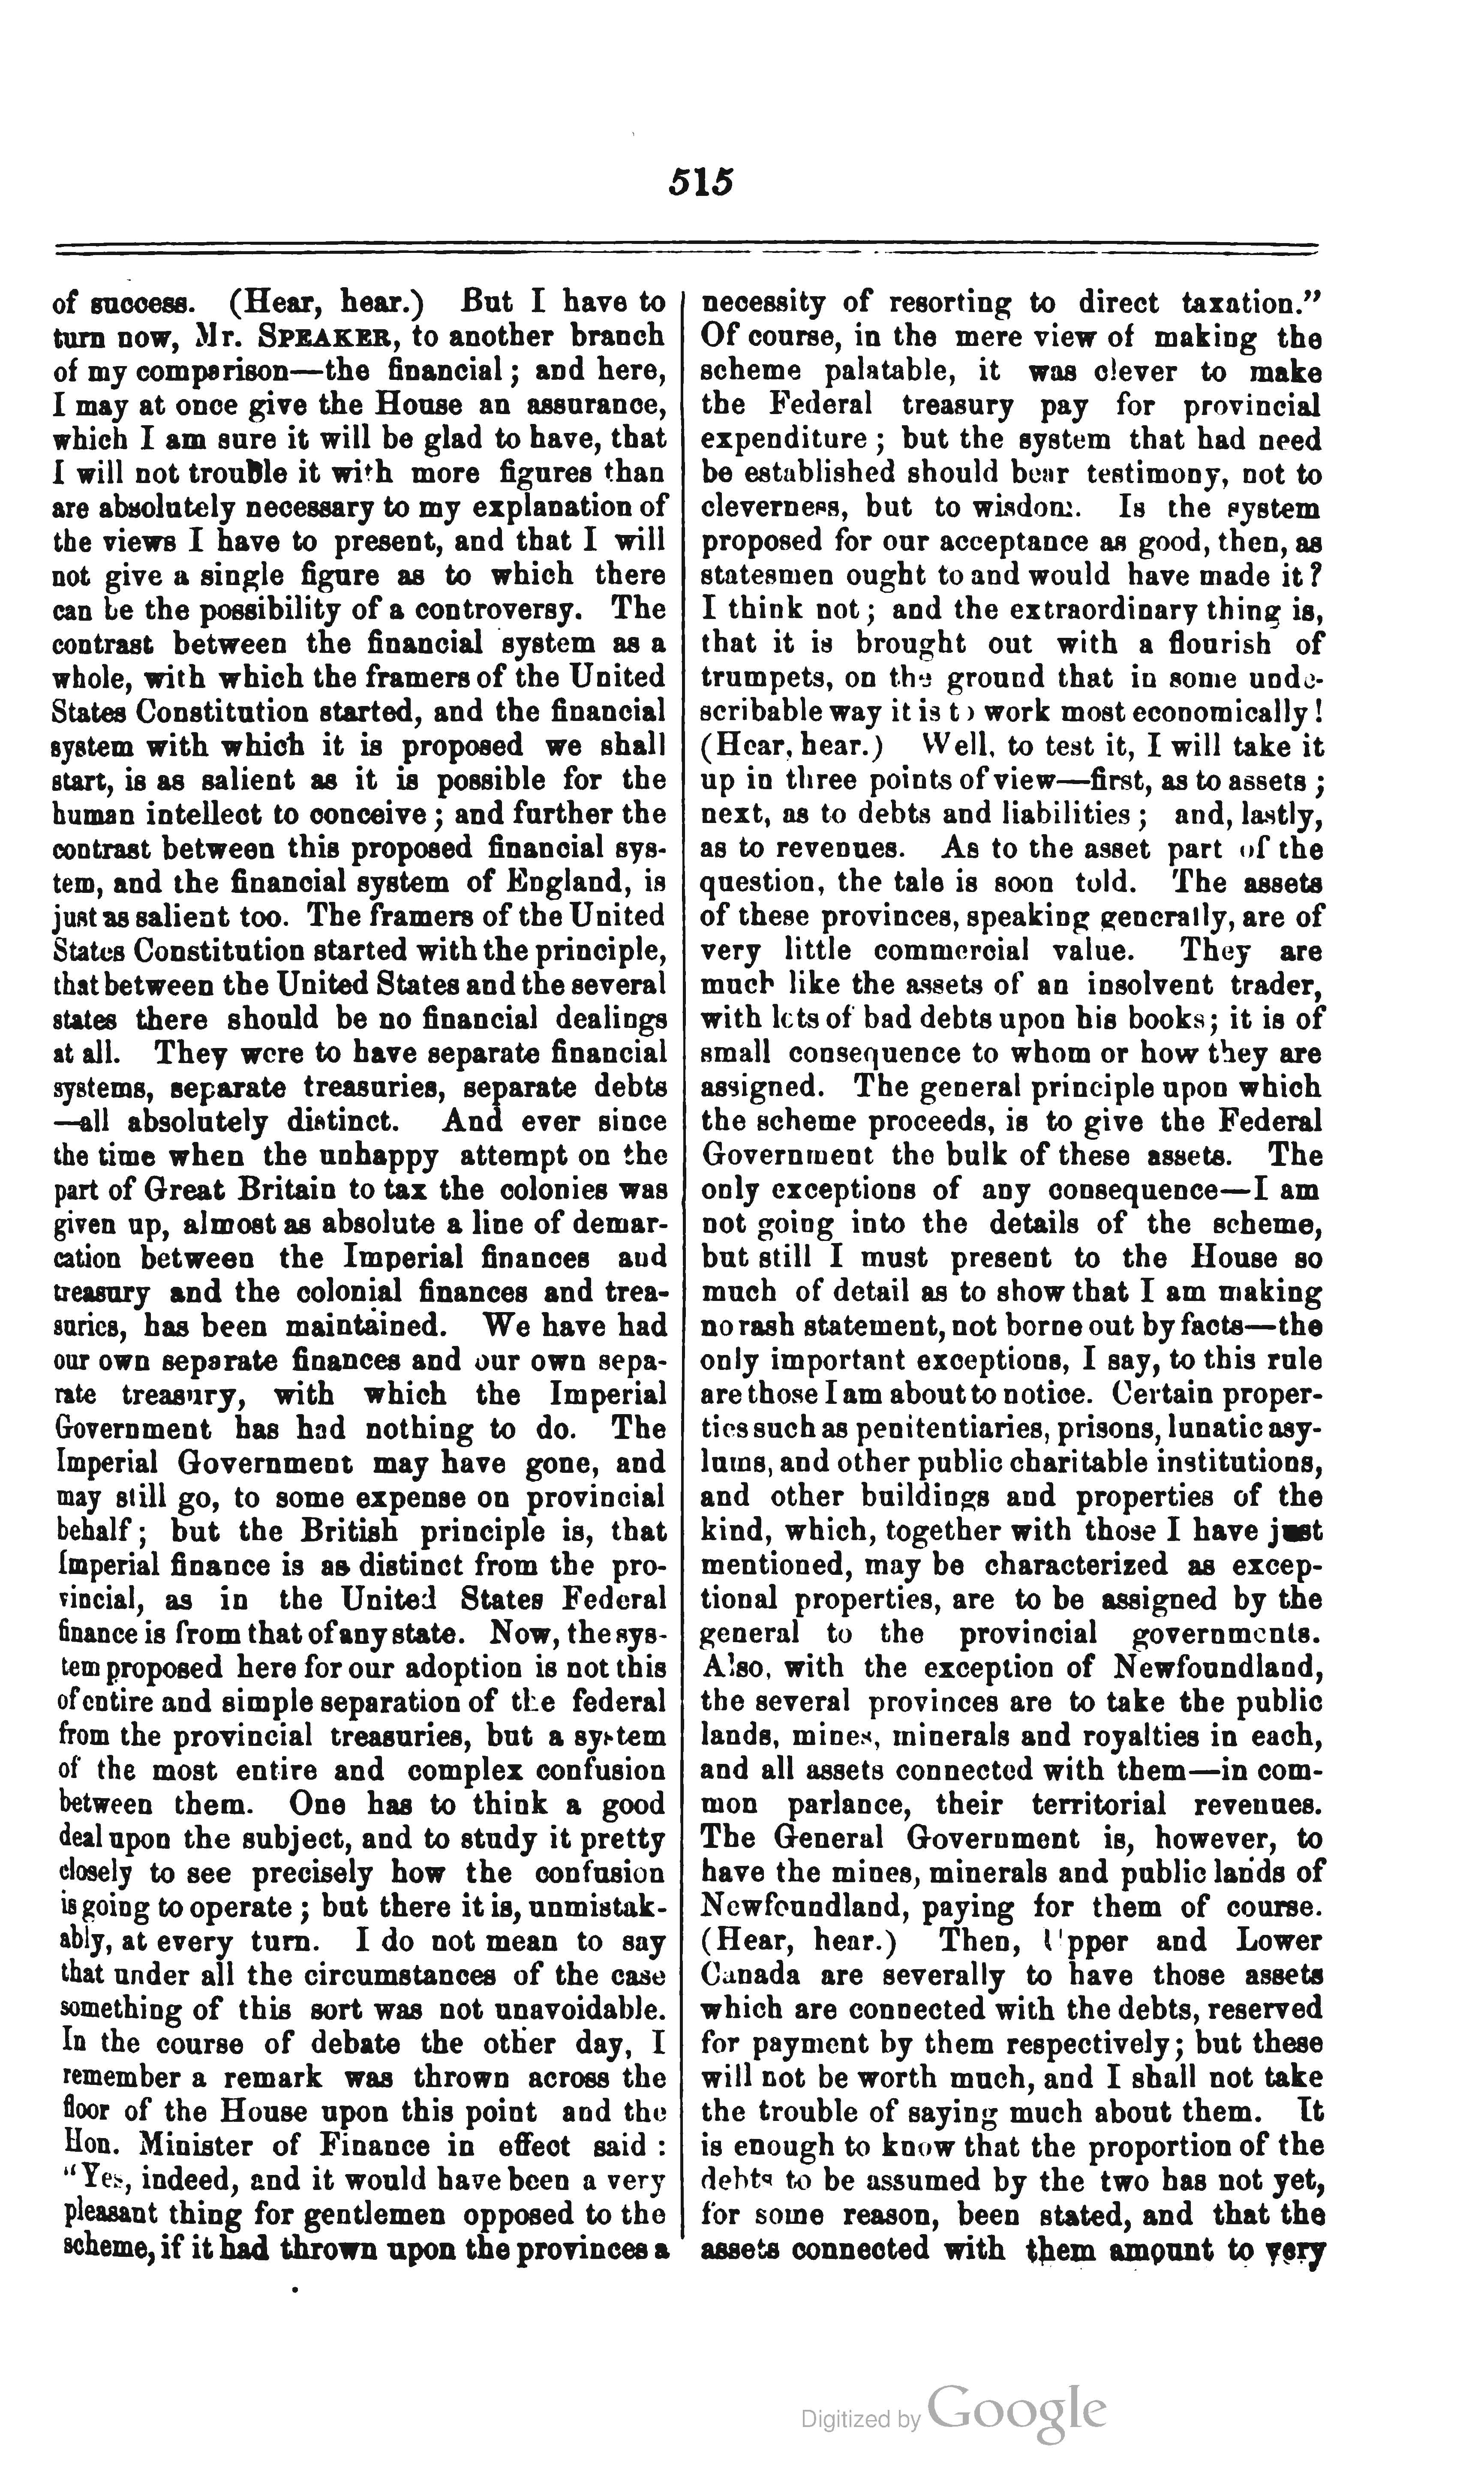 515
of success. (Hear, hear.) But I have to
turn now, Mr. SPEAKER, to another branch
of my comparison—the financial; and here,
I may at once give the House an assurance,
which I am sure it will be glad to have, that
I will not trouble it with more figures than
are absolutely necessary to my explanation of
the views I have to present, and that I will
not give a single figure as to which there
can be the possibility of a controversy. The
contrast between the financial system as a
whole, with which the framers of the United
States Constitution started, and the financial
system with which it is proposed we shall
start, is as salient as it is possible for the
human intellect to conceive; and further the
contrast between this proposed financial sys-
tem, and the financial system of England, is
just as salient too. The framers of the United
States Constitution started with the principle,
that between the United States and the several
states there should be no financial dealings
at all. They were to have separate financial
systems, separate treasuries, separate debts
—all absolutely distinct. And ever since
the time when the unhappy attempt on the
part of Great Britain to tax the colonies was
given up, almost as absolute a line of demar-
cation between the Imperial finances and
treasury and the colonial finances and trea-
suries, has been maintained. We have had
our own separate finances and our own sepa-
rate treasury, with which the Imperial
Government has had nothing to do. The
Imperial Government may have gone, and
may still go, to some expense on provincial
behalf; but the British principle is, that
Imperial finance is as distinct from the pro-
vincial, as in the United States Federal
finance is from that of any state. Now, the sys-
tem proposed here for our adoption is not this
of entire and simple separation of the federal
from the provincial treasuries, but a system
of the most entire and complex confusion
between them. One has to think a good
deal upon the subject, and to study it pretty
closely to see precisely how the confusion
is going to operate; but there it is, unmistak-
ably, at every turn. I do not mean to say
that under all the circumstances of the case
something of this sort was not unavoidable.
In the course of debate the other day, I
remember a remark was thrown across the
floor of the House upon this point and the
Hon. Minister of Finance in effect said:
"Yes, indeed, and it would have been a very
pleasant thing for gentlemen opposed to the
scheme, if it had thrown upon the provinces a
necessity of resorting to direct taxation."
Of course, in the mere view of making the
scheme palatable, it was clever to make
the Federal treasury pay for provincial
expenditure; but the system that had need
be established should bear testimony, not to
cleverness, but to wisdom. Is the system
proposed for our acceptance as good, then, as
statesmen ought to and would have made it?
I think not; and the extraordinary thing is,
that it is brought out with a flourish of
trumpets, on the ground that in some unde-
scribable way it is to work most economically!
(Hear, hear.) Well, to test it, I will take it
up in three points of view—first, as to assets;
next, as to debts and liabilities; and, lastly,
as to revenues. As to the asset part of the
question, the tale is soon told. The assets
of these provinces, speaking generally, are of
very little commercial value. They are
much like the assets of an insolvent trader,
with lots of bad debts upon his books; it is of
small consequence to whom or how they are
assigned. The general principle upon which
the scheme proceeds, is to give the Federal
Government the bulk of these assets. The
only exceptions of any consequence—I am
not going into the details of the scheme,
but still I must present to the House so
much of detail as to show that I am making
no rash statement, not borne out by facts—the
only important exceptions, I say, to this rule
are those I am about to notice. Certain proper-
ties such as penitentiaries, prisons, lunatic asy-
lums, and other public charitable institutions,
and other buildings and properties of the
kind, which, together with those I have just
mentioned, may be characterized as excep-
tional properties, are to be assigned by the
general to the provincial governments.
Also, with the exception of Newfoundland,
the several provinces are to take the public
lands, mines, minerals and royalties in each,
and all assets connected with them—in com-
mon parlance, their territorial revenues.
The General Government is, however, to
have the mines, minerals and public lands of
Newfoundland, paying for them of course.
(Hear, hear.) Then, Upper and Lower
Canada are severally to have those assets
which are connected with the debts, reserved
for payment by them respectively; but these
will not be worth much, and I shall not take
the trouble of saying much about them. It
is enough to know that the proportion of the
debts to be assumed by the two has not yet,
for some reason, been stated, and that the
assets connected with them amount to very
Digitized by Google